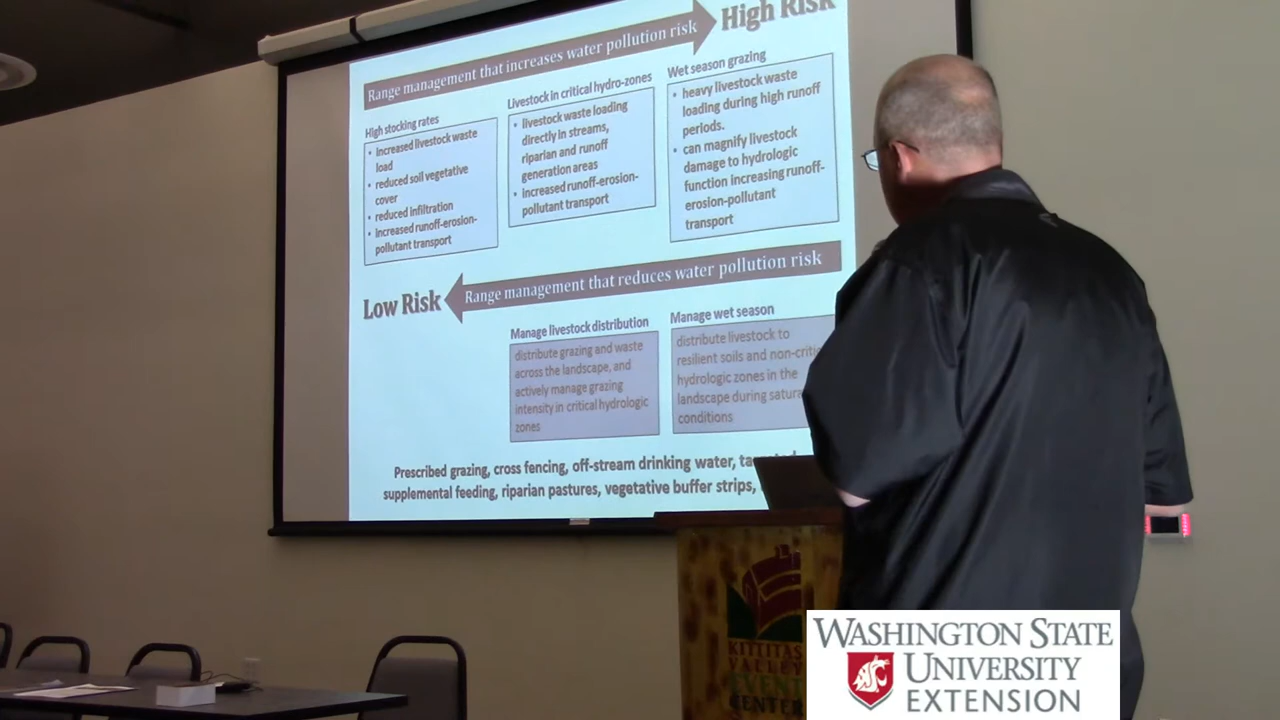 High Risk
Range management that increases water pollution risk
High stocking rates
• increased livestock waste
load
• reduced soil vegetative
cover
• reduced infiltration
• increased runoff-erosion-
pollutant transport
Livestock in critical hydro-zones
• livestock waste loading
directly in streams,
riparian and runoff
generation areas
• increased runoff-erosion-
pollutant transport
Wet season grazing
• heavy livestock waste
loading during high runoff
periods.
• can magnify livestock
damage to hydrologic
function increasing runoff-
erosion-pollutant
transport
Low Risk
Range management that reduces water pollution risk
Manage livestock distribution
distribute grazing and waste
across the landscape, and
actively manage grazing
intensity in critical hydrologic
zones
Manage wet season
distribute livestock to
resilient soils and non-criti
hydrologic zones in the
landscape during satura
conditions
Prescribed grazing, cross fencing, off-stream drinking water,
supplemental feeding, riparian pastures, vegetative buffer strips,
KITTITAS
VALLEY
EVENT
CENTER
WASHINGTON STATE
UNIVERSITY
EXTENSION